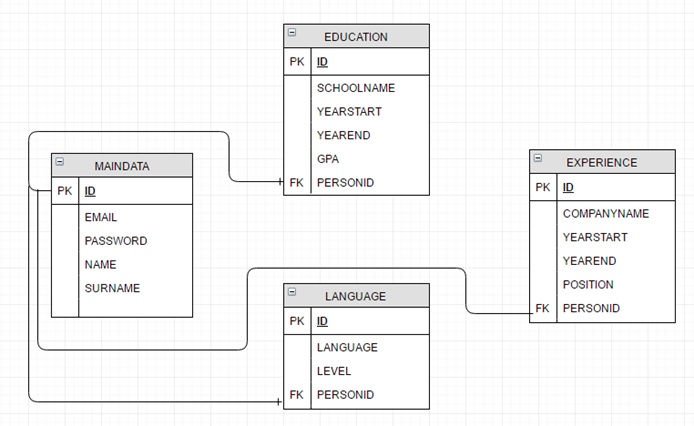 EDUCATION
PK ID
SCHOOLNAME
YEARSTART
YEAREND
GPA
FK PERSONID
MAINDATA
PK ID
EMAIL
PASSWORD
NAME
SURNAME
EXPERIENCE
PK ID
COMPANYNAME
YEARSTART
YEAREND
POSITION
FK PERSONID
LANGUAGE
PK ID
LANGUAGE
LEVEL
FK PERSONID